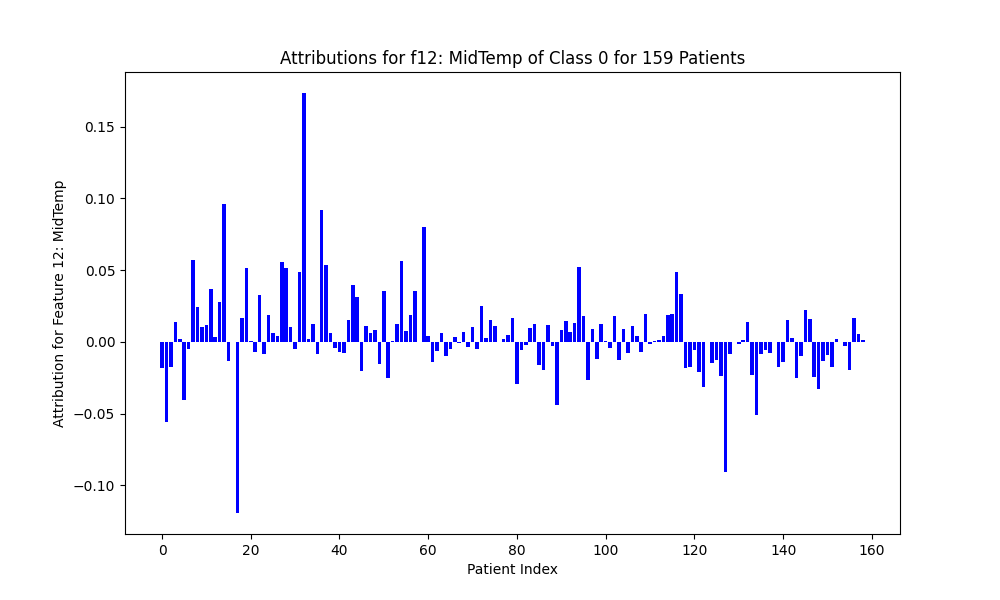 Attributions for f12: MidTemp of Class 0 for 159 Patients
Attribution for Feature 12: MidTemp
0.15
0.10
0.05
0.00
−0.05
−0.10
0 20 40 60 80 100 120 140 160
Patient Index